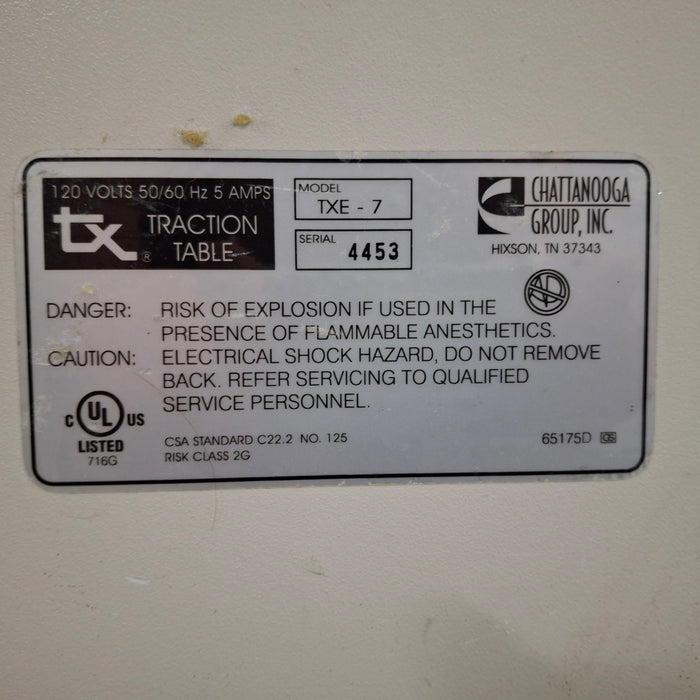 120 VOLTS 50/60 Hz 5 AMPS
tx® TRACTION
TABLE
MODEL
TXE - 7
SERIAL
4453
CHATTANOOGA
GROUP, INC.
HIXSON, TN 37343
DANGER: RISK OF EXPLOSION IF USED IN THE
PRESENCE OF FLAMMABLE ANESTHETICS.
CAUTION: ELECTRICAL SHOCK HAZARD, DO NOT REMOVE
BACK. REFER SERVICING TO QUALIFIED
SERVICE PERSONNEL.
C UL US
LISTED
716G
CSA STANDARD C22.2 NO. 125
RISK CLASS 2G
65175D